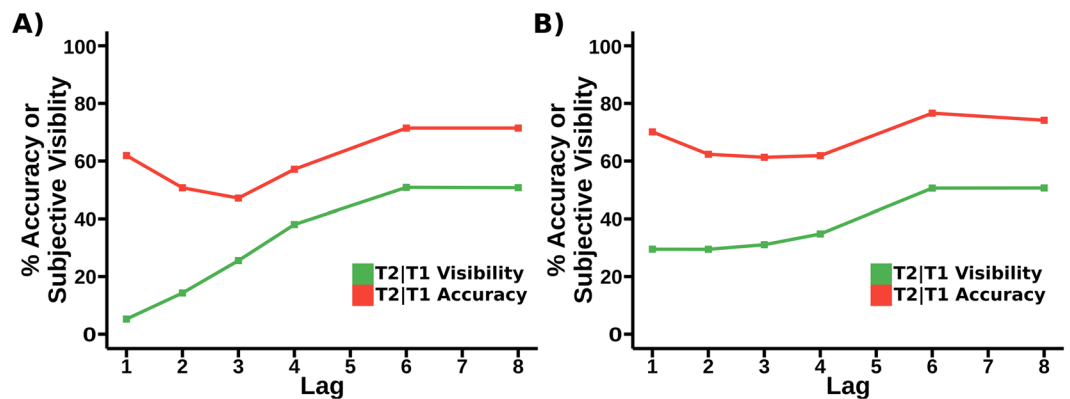 A)
% Accuracy or
Subjective Visiblity
100
80
60
40
20
0
1 2 3 4 5 6 7 8
Lag
T2|T1 Visibility
T2|T1 Accuracy
B)
% Accuracy or
Subjective Visiblity
100
80
60
40
20
0
1 2 3 4 5 6 7 8
Lag
T2|T1 Visibility
T2|T1 Accuracy